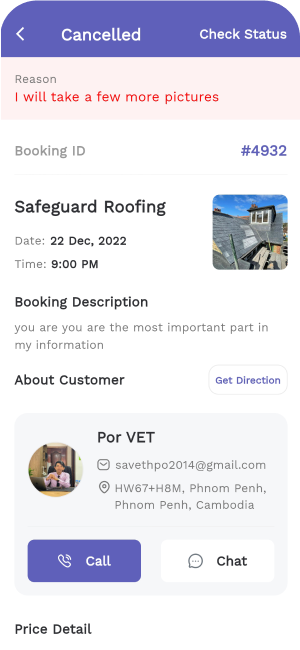 Cancelled
Check Status
Reason
I will take a few more pictures
Booking ID
#4932
Safeguard Roofing
Date: 22 Dec, 2022
Time: 9:00 PM
Booking Description
you are you are the most important part in
my information
About Customer
Get Direction
Por VET
savethpo2014@gmail.com
HW67+H8M, Phnom Penh,
Phnom Penh, Cambodia
Call
Chat
Price Detail